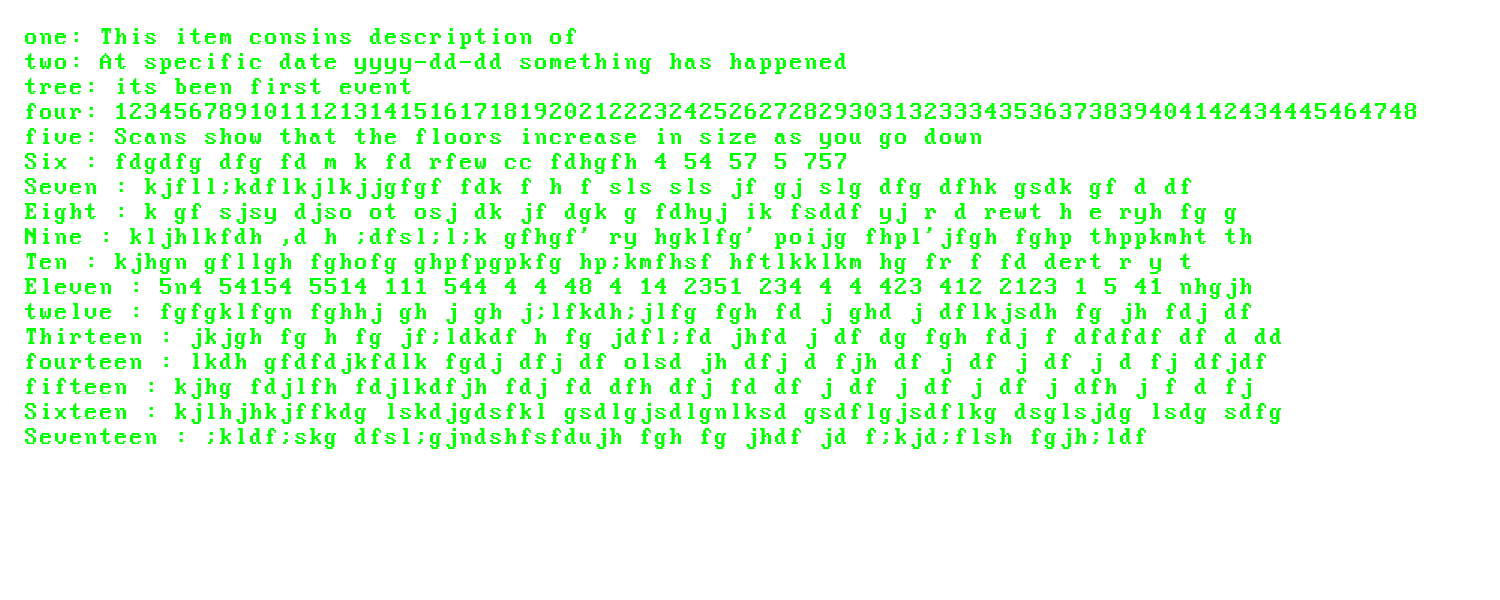 one: This item consins description of
two: At specific date yyyy-dd-dd something has happened
tree: its been first event
four: 123456789101112131415161718192021222324252627282930313233343536373839404142434445464748
five: Scans show that the floors increase in size as you go down
Six : fdgdfg dfg fd m k fd rfew cc fdhgfh 4 54 57 5 757
Seven : kjfll;kdflkjlkjjgfgf fdk f h f sls sls jf gj slg dfg dfhk gsdk gf d df
Eight : k gf sjsy djso ot osj dk jf dgk g fdhyj ik fsddf yj r d rewt h e ryh fg g
Nine : kljhlkfdh ,d h ;dfsl;l;k gfhgf' ry hgklfg' poijg fhpl'jfgh fghp thppkmht th
Ten : kjhgn gfllgh fghofg ghpfpgpkfg hp;kmfhsf hftlkklkm hg fr f fd dert r y t
Eleven : 5n4 54154 5514 111 544 4 4 48 4 14 2351 234 4 4 423 412 2123 1 5 41 nhgjh
twelve : fgfgklfgn fghhj gh j gh j;lfkdh;jlfg fgh fd j ghd j dflkjsdh fg jh fdj df
Thirteen : jkjgh fg h fg jf;ldkdf h fg jdfl;fd jhfd j df dg fgh fdj f dfdfdf df d dd
fourteen : lkdh gfdfdjkfdlk fgdj dfj df olsd jh dfj d fjh df j df j df j d fj dfjdf
fifteen : kjhg fdjlfh fdjlkdfjh fdj fd dfh dfj fd df j df j df j df j dfh j f d fj
Sixteen : kjlhjhkjffkdg lskdjgdsfkl gsdlgjsdlgnlksd gsdflgjsdflkg dsglsjdg lsdg sdfg
Seventeen : ;kldf;skg dfsl;gjndshfsfdujh fgh fg jhdf jd f;kjd;flsh fgjh;ldf